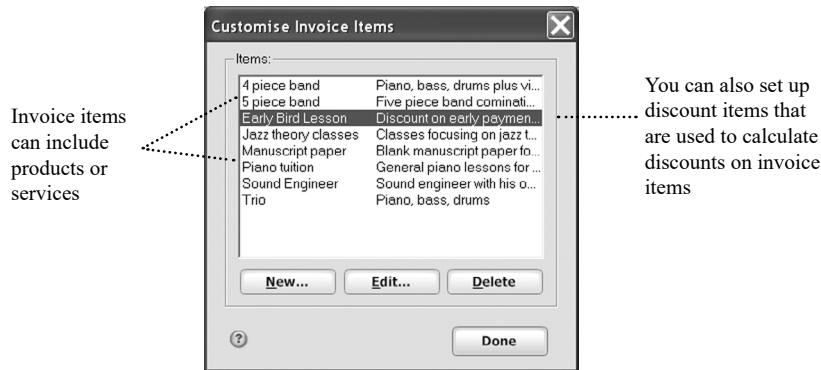 Customise Invoice Items
Items:
4 piece band Piano, bass, drums plus vi...
5 piece band Five piece band cominati...
Early Bird Lesson Discount on early paymen...
Jazz theory classes Classes focusing on jazz t...
Manuscript paper Blank manuscript paper fo...
Piano tuition General piano lessons for ...
Sound Engineer Sound engineer with his o...
Trio Piano, bass, drums
New... Edit... Delete
? Done
Invoice items
can include
products or
services
You can also set up
discount items that
are used to calculate
discounts on invoice
items